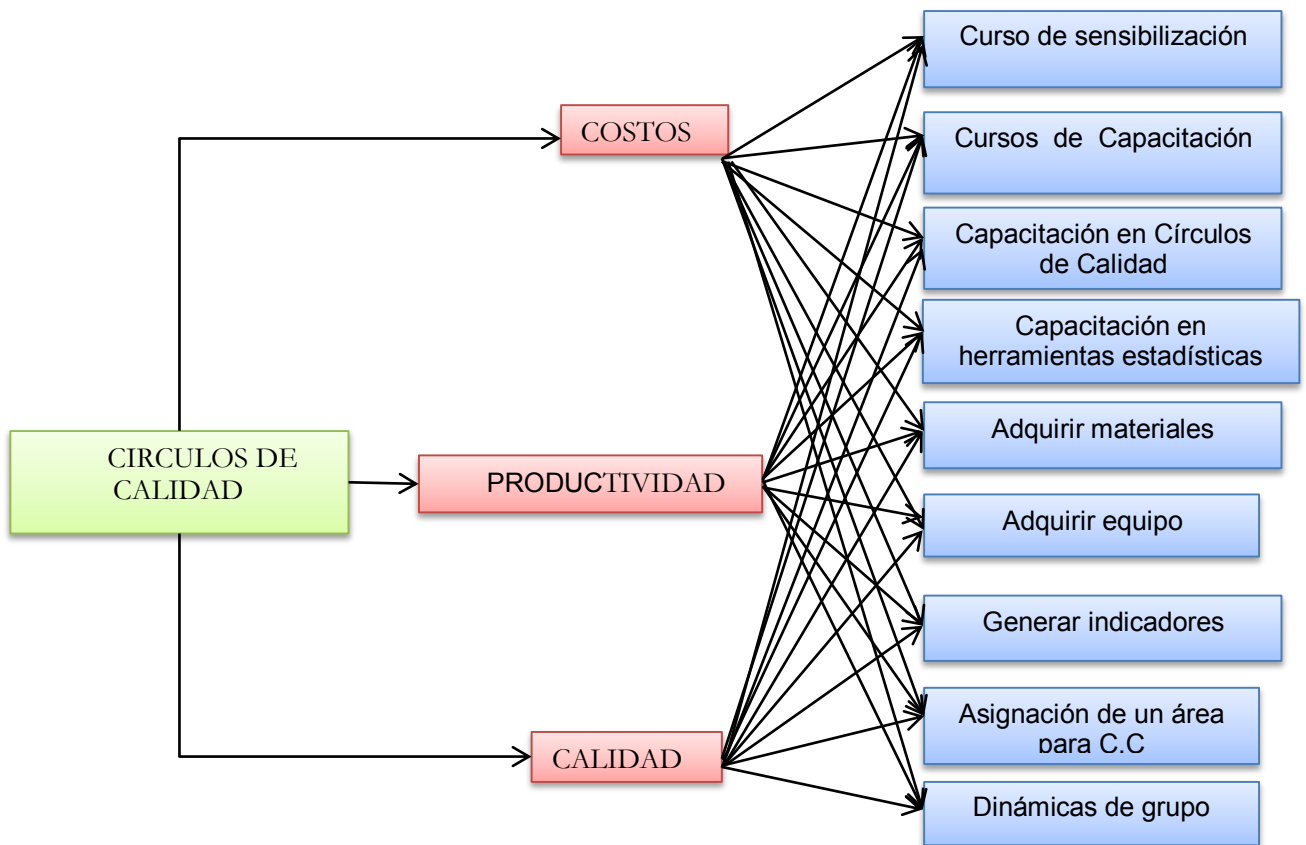 CIRCULOS DE
CALIDAD
COSTOS
PRODUCTIVIDAD
CALIDAD
Curso de sensibilización
Cursos de Capacitación
Capacitación en Círculos
de Calidad
Capacitación en
herramientas estadísticas
Adquirir materiales
Adquirir equipo
Generar indicadores
Asignación de un área
para C.C
Dinámicas de grupo